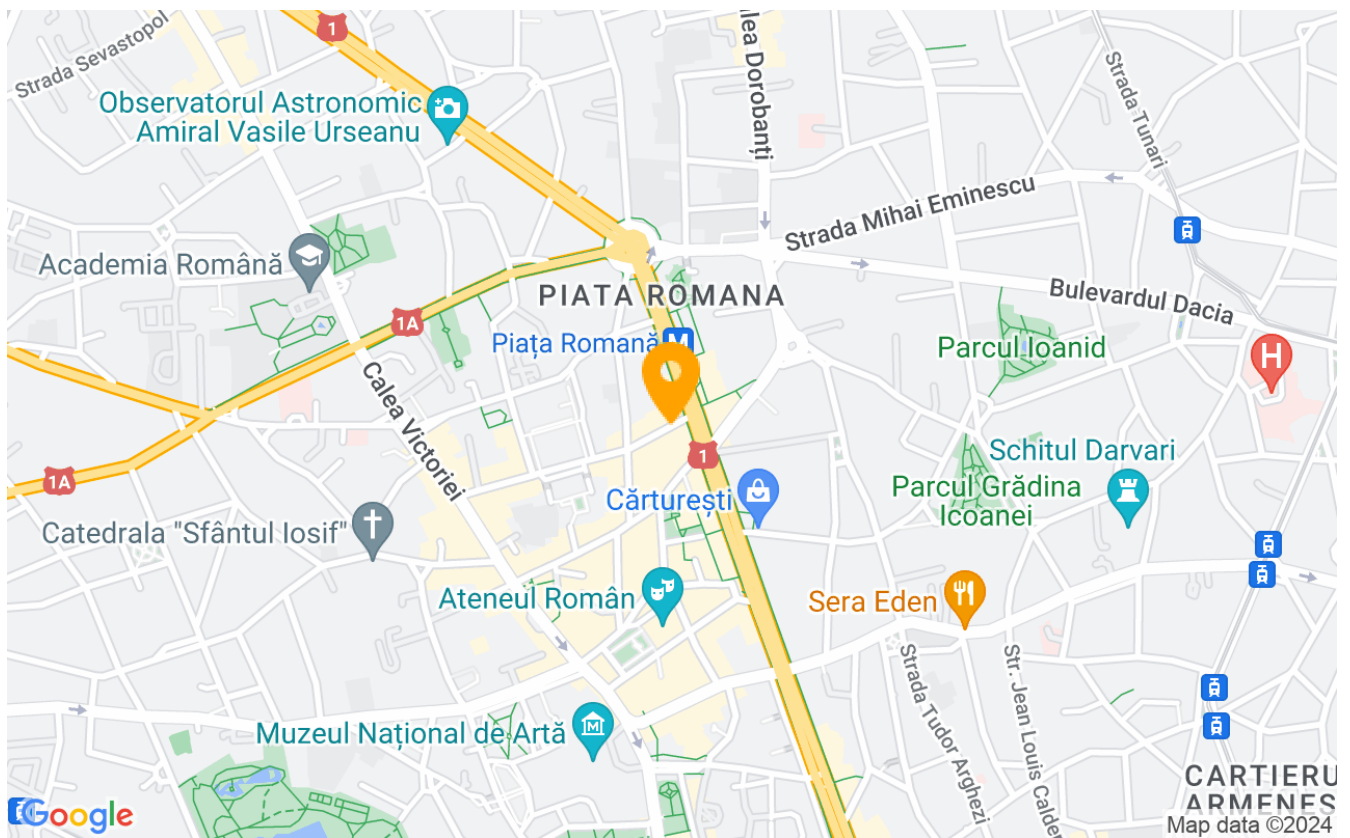 1
Strada Sevastopol
lea Dorobanți
Strada Tunari
Observatorul Astronomic
Amiral Vasile Urseanu
Strada Mihai Eminescu
Academia Română
PIATA ROMANA
Bulevardul Dacia
1A
Piața Romană
M
Parcul Ioanid
H
Calea Victoriei
1
Schitul Darvari
1A
Cărturești
Parcul Grădina
Icoanei
Catedrala "Sfântul Iosif"
Ateneul Român
Sera Eden
Strada Tudor Arghezi
Str. Jean Louis Calder
Muzeul Național de Artă
CARTIERU
ARMENES
Google
Map data ©2024